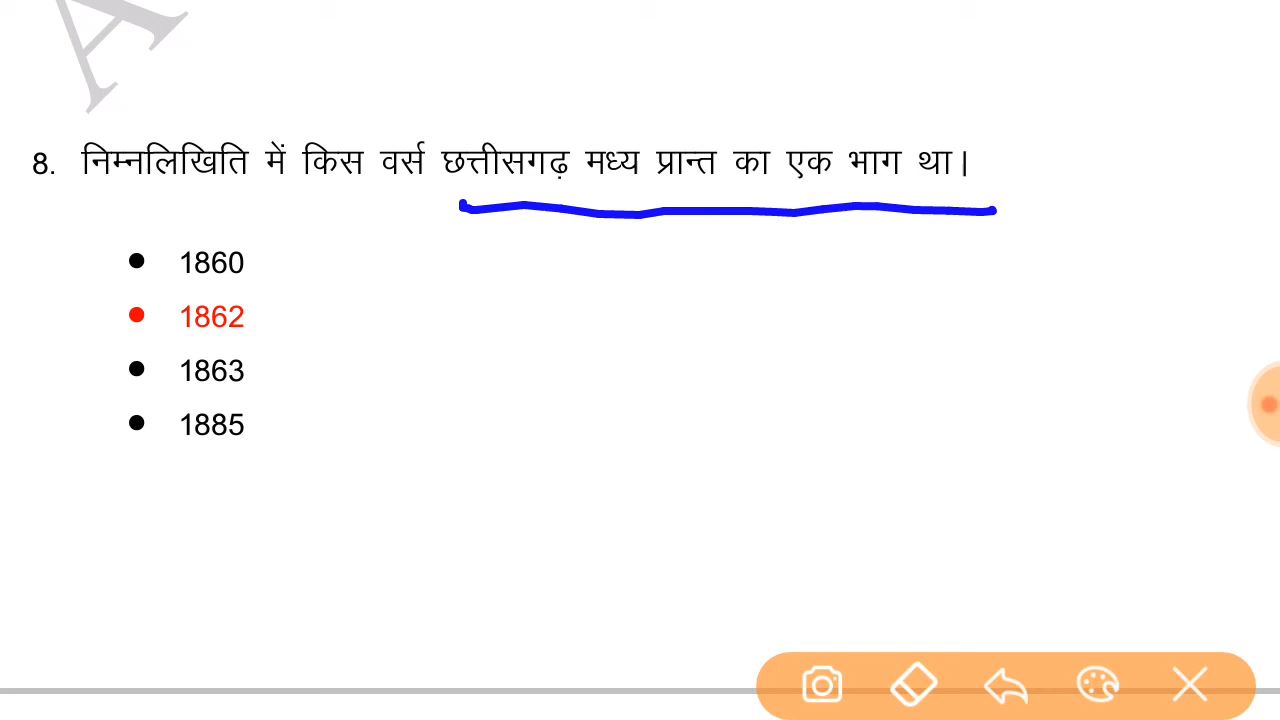 A
8. निम्नलिखिति में किस वर्स छत्तीसगढ़ मध्य प्रान्त का एक भाग था।
● 1860
● 1862
● 1863
● 1885